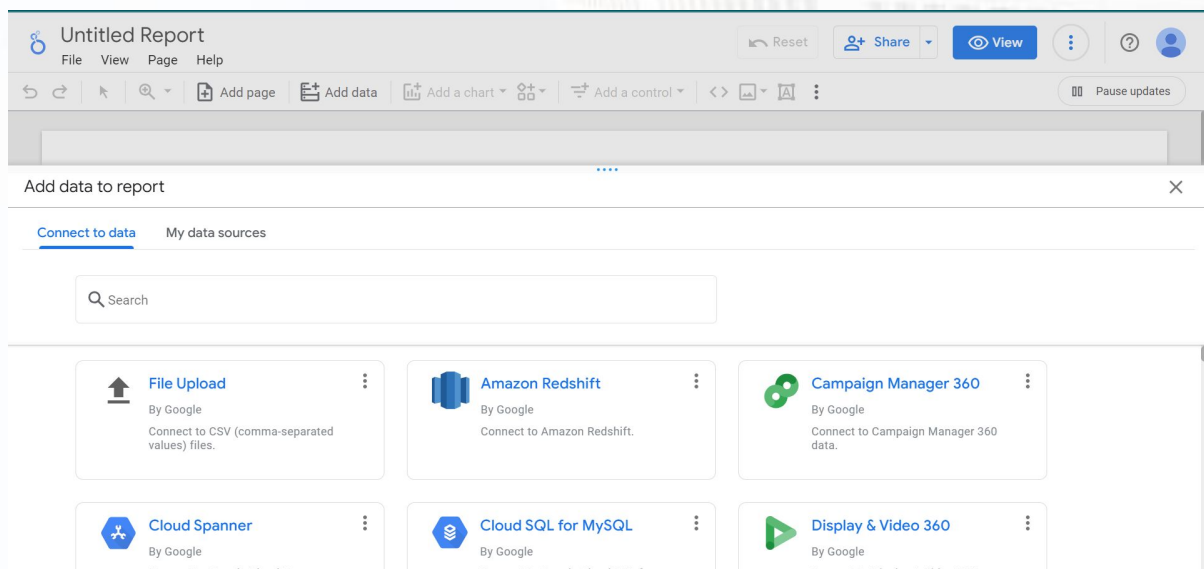 Untitled Report
File View Page Help
Reset
Share
View
Add page
Add data
Add a chart
Add a control
Pause updates
Add data to report
Connect to data
My data sources
Search
File Upload
By Google
Connect to CSV (comma-separated
values) files.
Amazon Redshift
By Google
Connect to Amazon Redshift.
Campaign Manager 360
By Google
Connect to Campaign Manager 360
data.
Cloud Spanner
By Google
Cloud SQL for MySQL
By Google
Display & Video 360
By Google